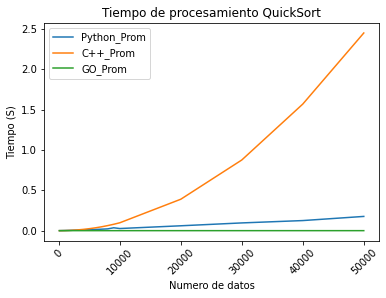 Tiempo de procesamiento QuickSort
Python_Prom
C++_Prom
GO_Prom
Tiempo (S)
2.5
2.0
1.5
1.0
0.5
0.0
0
10000
20000
30000
40000
50000
Numero de datos